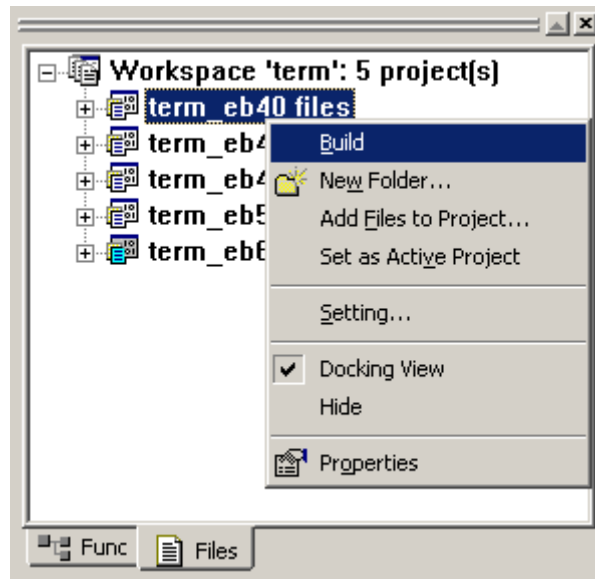 Workspace 'term': 5 project(s)
term_eb40 files
term_eb4
term_eb4
term_eb5
term_eb6
Build
New Folder...
Add Files to Project...
Set as Active Project
Setting...
Docking View
Hide
Properties
Func
Files